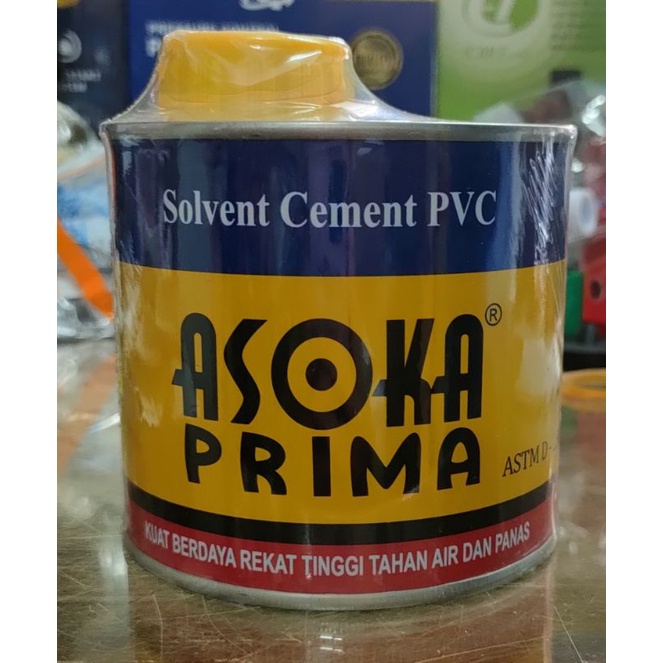 Solvent Cement PVC
ASOKA®
PRIMA
ASTM D-
KUAT BERDAYA REKAT TINGGI TAHAN AIR DAN PANAS